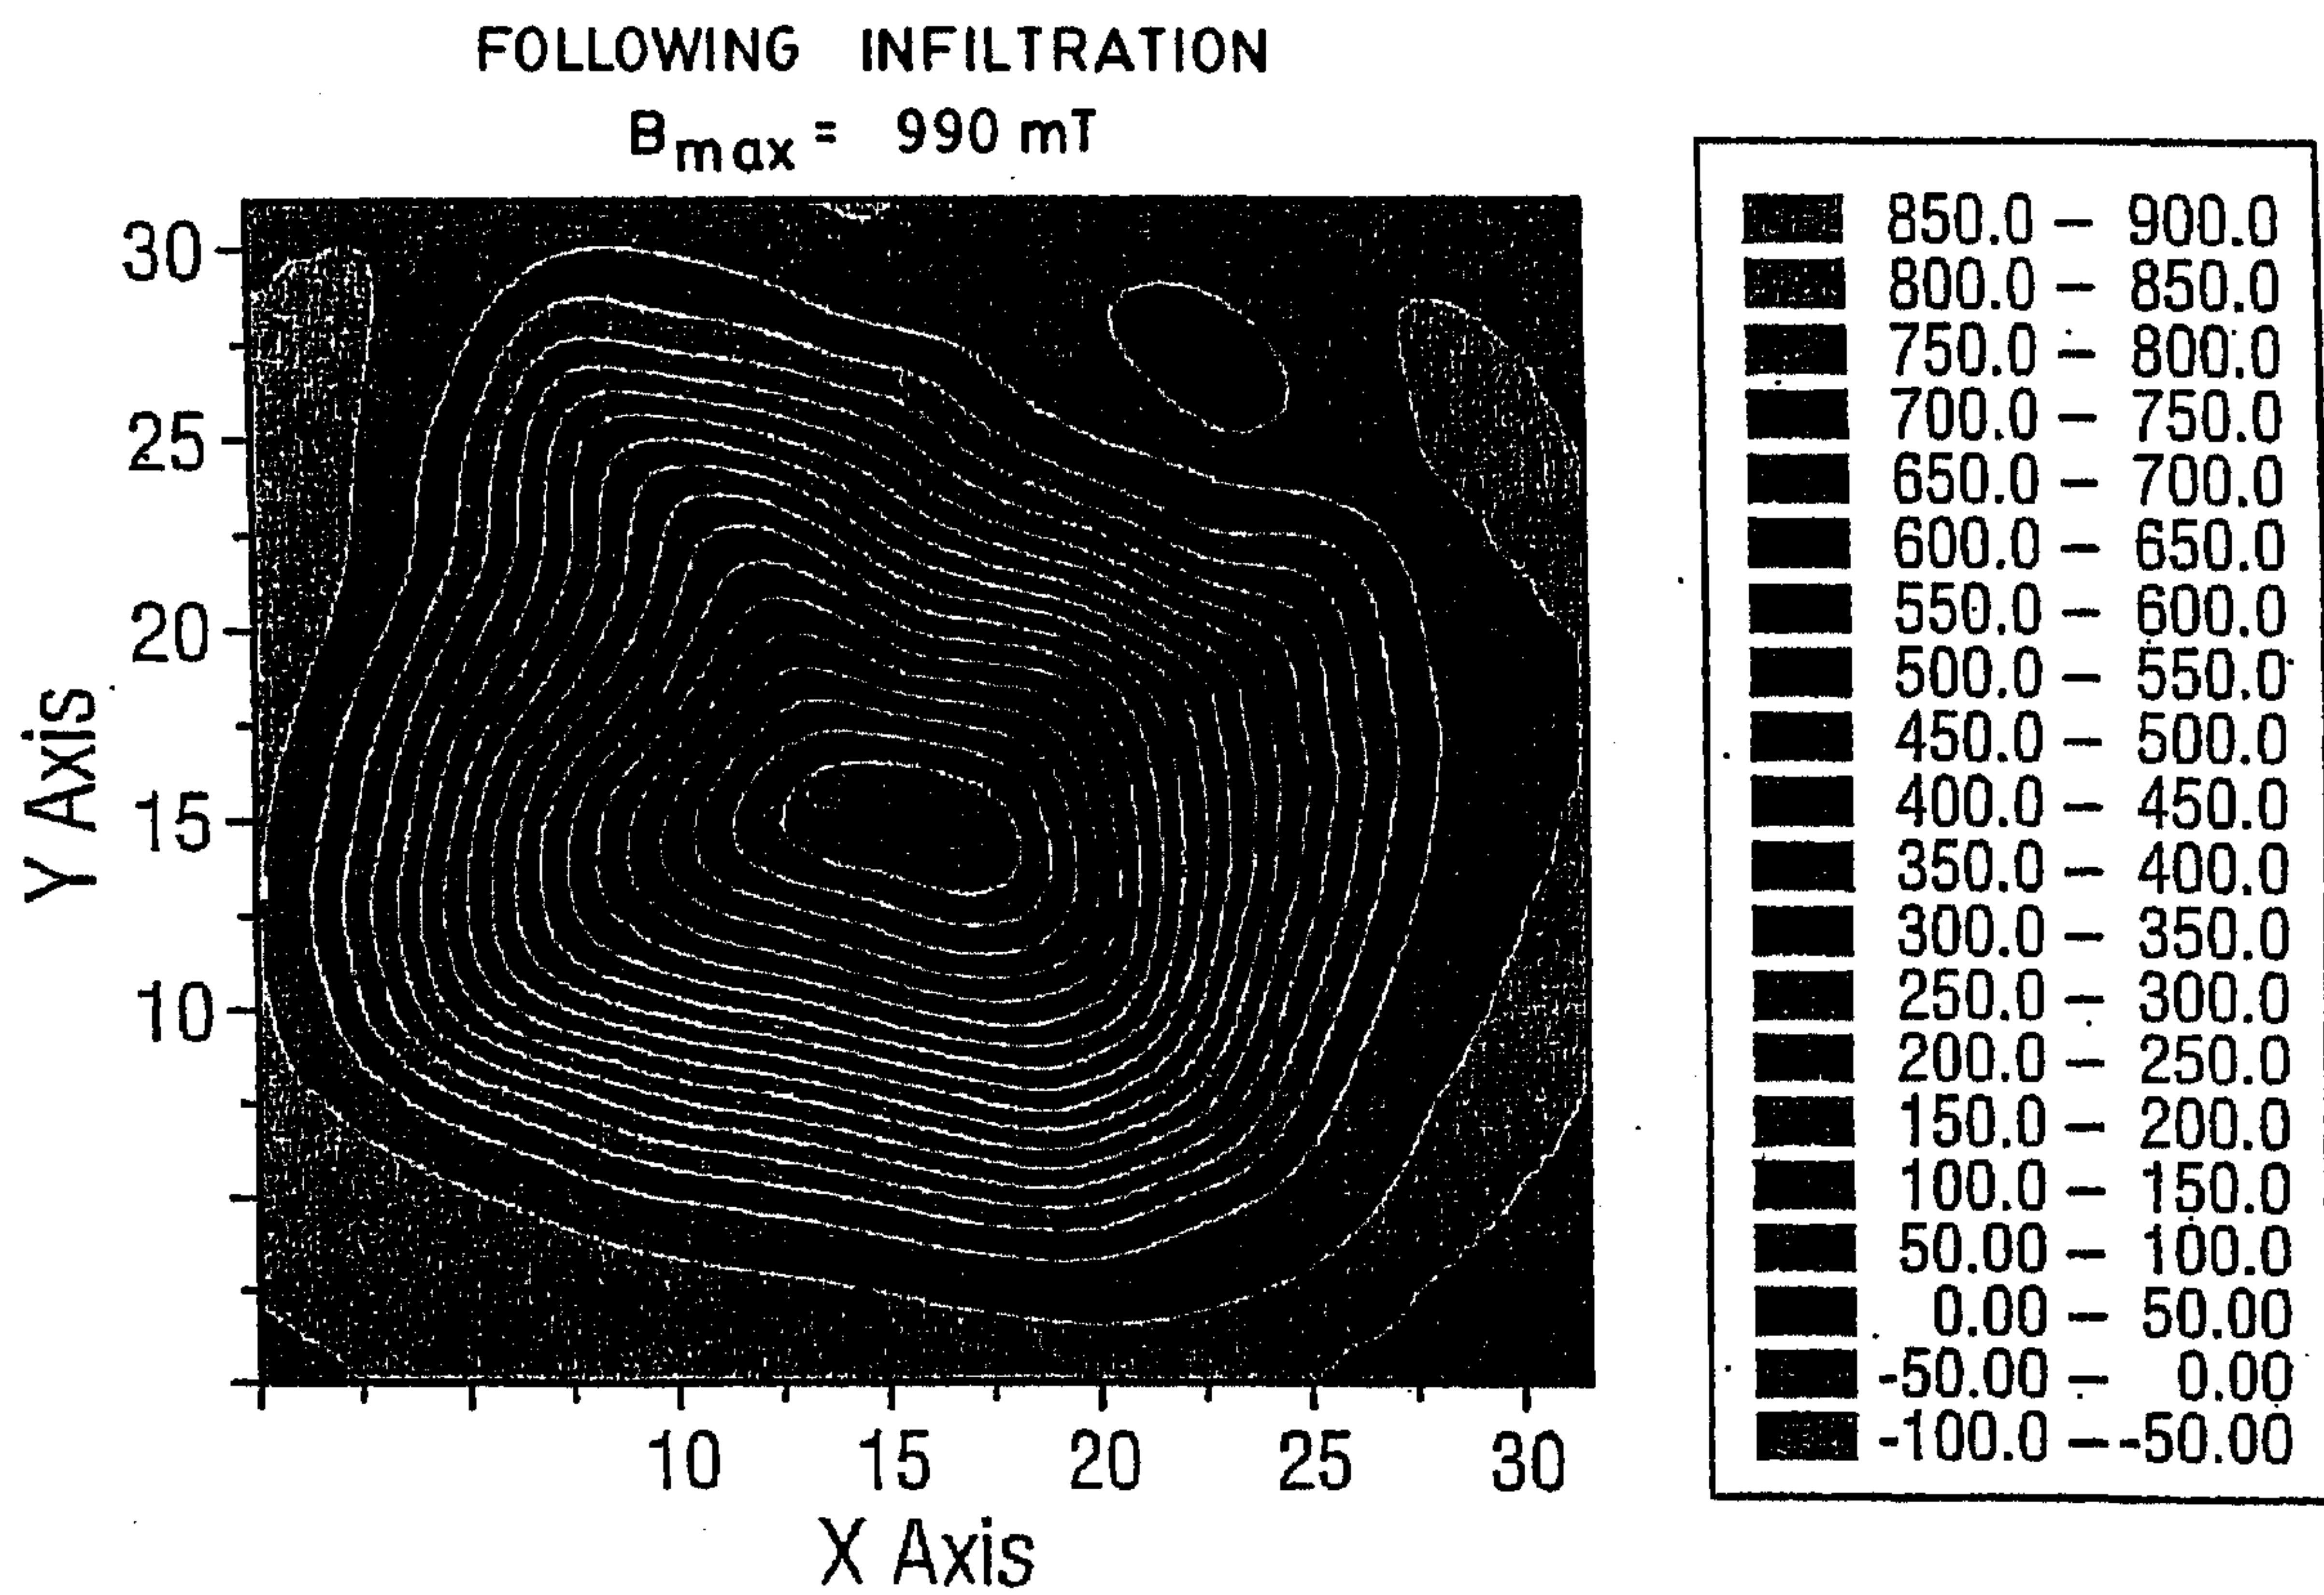 FOLLOWING INFILTRATION
Bmax = 990 mT
30
25
20
15
10
Y Axis
10 15 20 25 30
X Axis
850.0 – 900.0
800.0 – 850.0
750.0 – 800.0
700.0 – 750.0
650.0 – 700.0
600.0 – 650.0
550.0 – 600.0
500.0 – 550.0
450.0 – 500.0
400.0 – 450.0
350.0 – 400.0
300.0 – 350.0
250.0 – 300.0
200.0 – 250.0
150.0 – 200.0
100.0 – 150.0
50.00 – 100.0
0.00 – 50.00
-50.00 – 0.00
-100.0 – -50.00